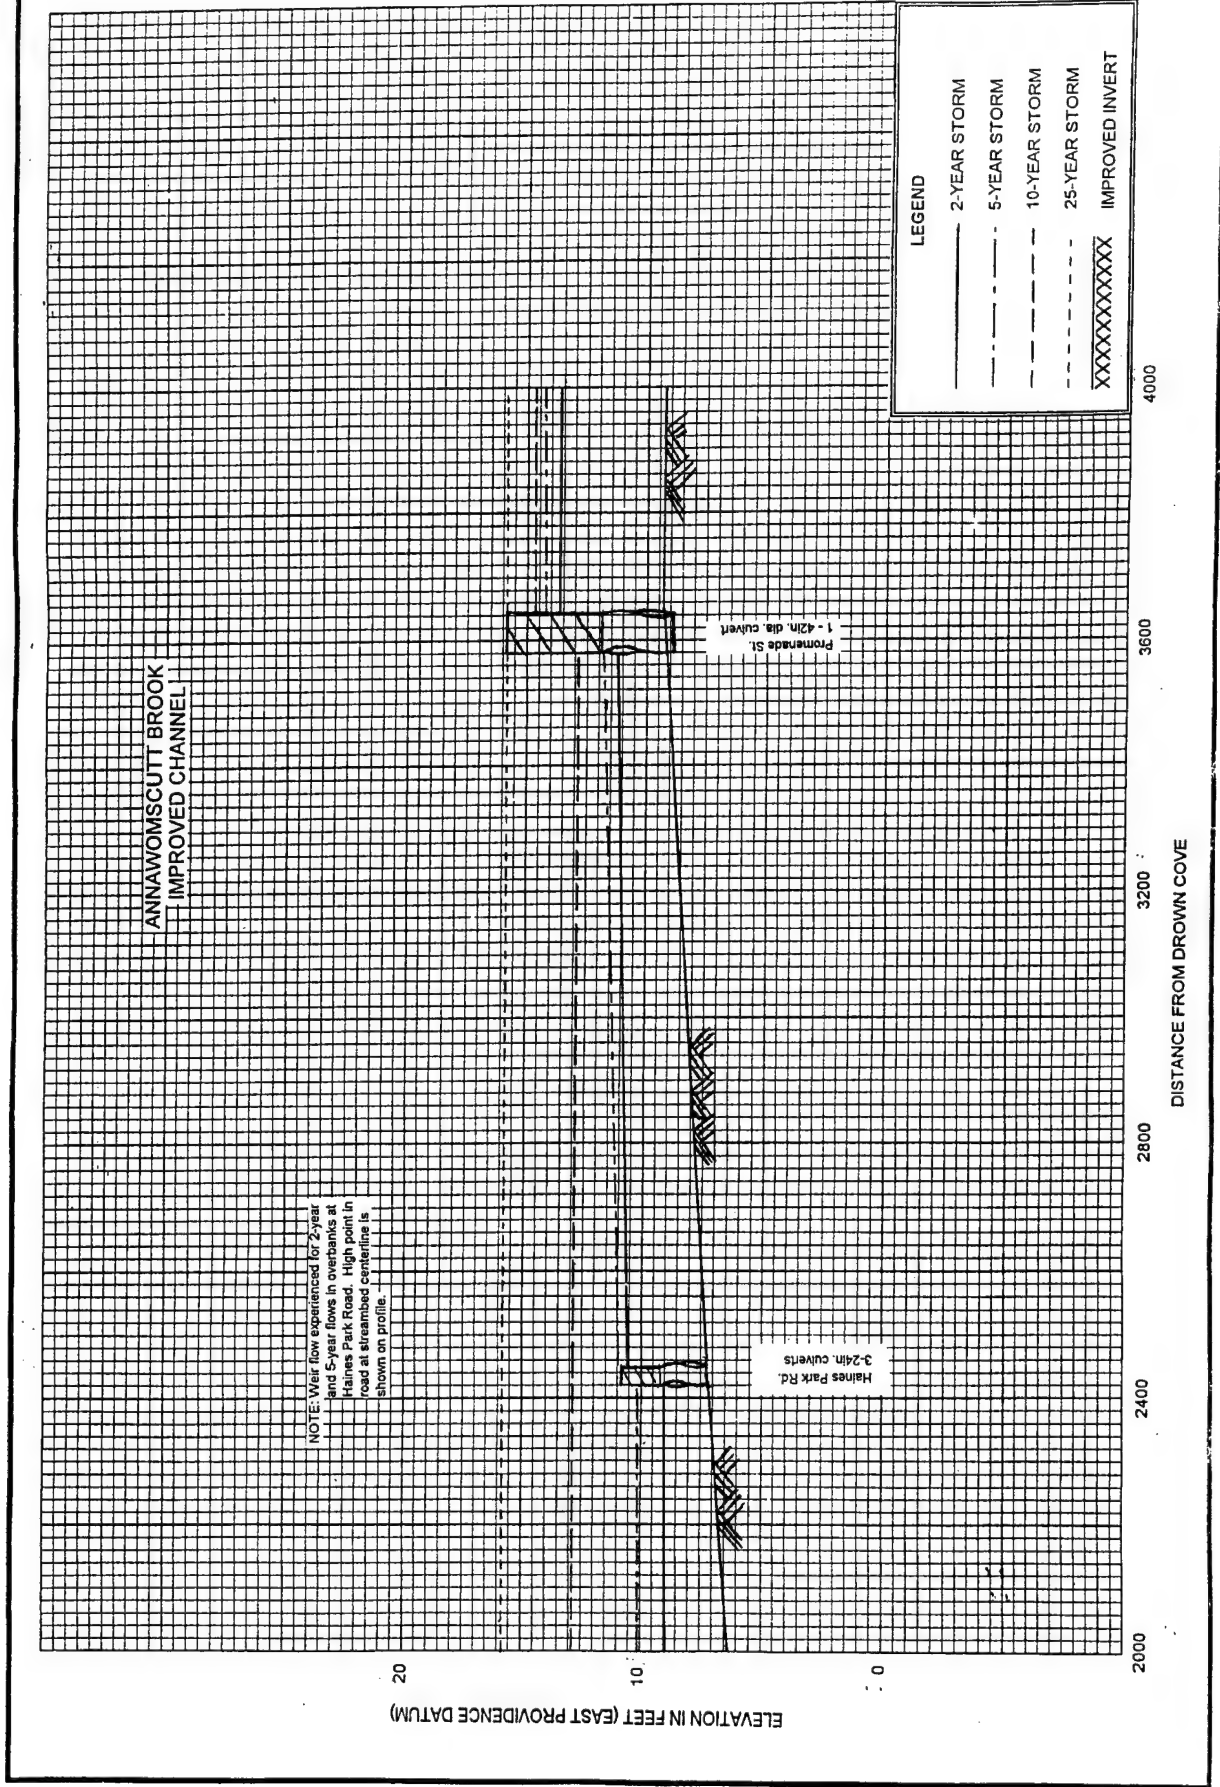 ANNAWOMSCUTT BROOK
IMPROVED CHANNEL
NOTE: Weir flow experienced for 2-year
and 5-year flows in overbanks at
Haines Park Road. High point in
road at streambed centerline is
shown on profile.
ELEVATION IN FEET (EAST PROVIDENCE DATUM)
20
10
0
Haines Park Rd.
3-24in. culverts
Promenade St.
1 - 42in. dia. culvert
2000
2400
2800
3200
3600
4000
DISTANCE FROM DROWN COVE
LEGEND
2-YEAR STORM
5-YEAR STORM
10-YEAR STORM
25-YEAR STORM
IMPROVED INVERT